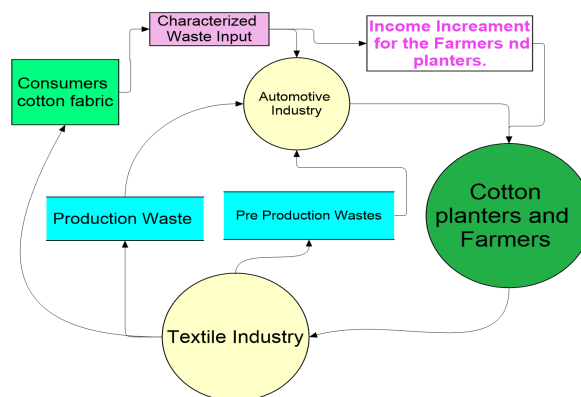 Characterized
Waste Input
Income Increament
for the Farmers nd
planters.
Consumers
cotton fabric
Automotive
Industry
Production Waste
Pre Production Wastes
Cotton
planters and
Farmers
Textile Industry